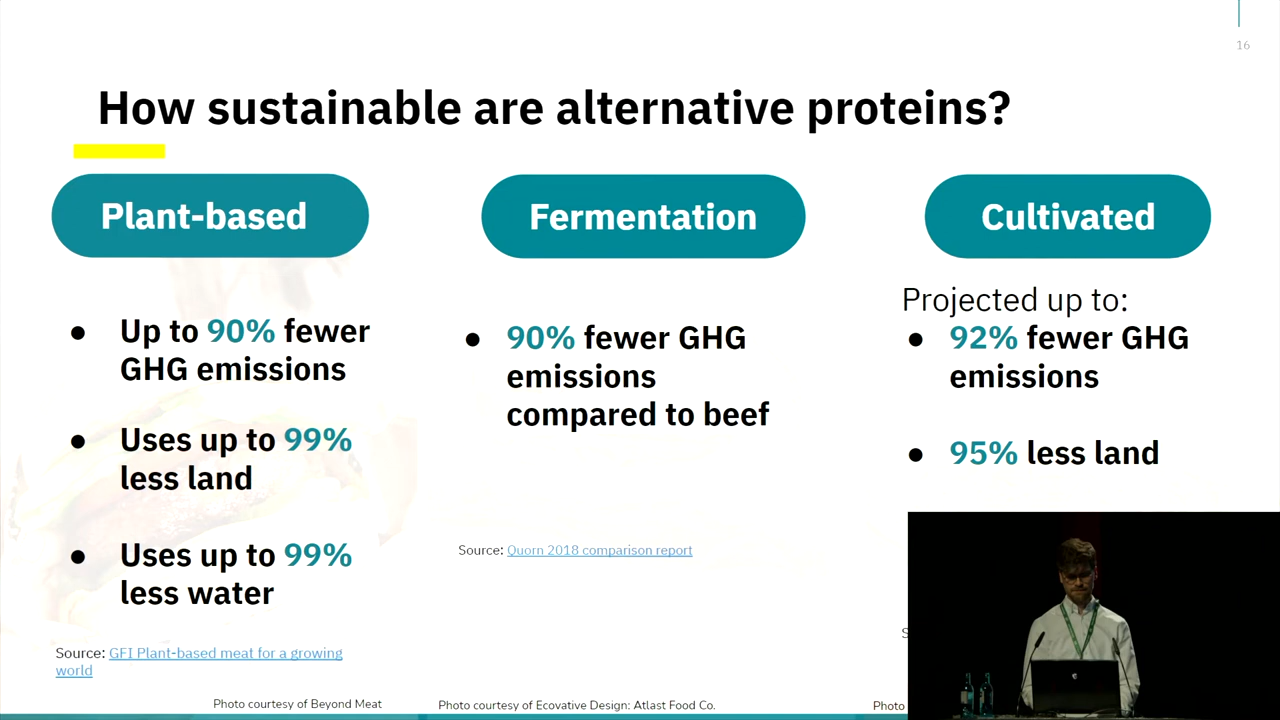 16
How sustainable are alternative proteins?
Plant-based
● Up to 90% fewer
GHG emissions
● Uses up to 99%
less land
● Uses up to 99%
less water
Source: GFI Plant-based meat for a growing
world
Photo courtesy of Beyond Meat
Fermentation
● 90% fewer GHG
emissions
compared to beef
Source: Quorn 2018 comparison report
Photo courtesy of Ecovative Design: Atlast Food Co.
Cultivated
Projected up to:
● 92% fewer GHG
emissions
● 95% less land
Photo